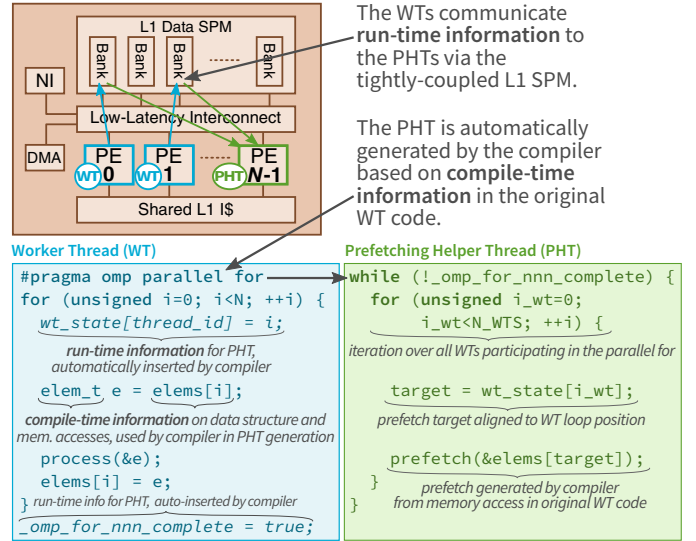 L1 Data SPM
Bank
Bank
Bank
Bank
NI
Low-Latency Interconnect
DMA
PE
PE
PE
WT 0
WT 1
PHT N-1
Shared L1 I$
The WTs communicate
run-time information to
the PHTs via the
tightly-coupled L1 SPM.
The PHT is automatically
generated by the compiler
based on compile-time
information in the original
WT code.
Worker Thread (WT)
#pragma omp parallel for
for (unsigned i=0; i<N; ++i) {
wt_state[thread_id] = i;
run-time information for PHT,
automatically inserted by compiler
elem_t e = elems[i];
compile-time information on data structure and
mem. accesses, used by compiler in PHT generation
process(&e);
elems[i] = e;
}
run-time info for PHT, auto-inserted by compiler
_omp_for_nnn_complete = true;
Prefetching Helper Thread (PHT)
while (!_omp_for_nnn_complete) {
for (unsigned i_wt=0;
i_wt<N_WTS; ++i) {
iteration over all WTs participating in the parallel for
target = wt_state[i_wt];
prefetch target aligned to WT loop position
prefetch(&elems[target]);
}
prefetch generated by compiler
}
from memory access in original WT code